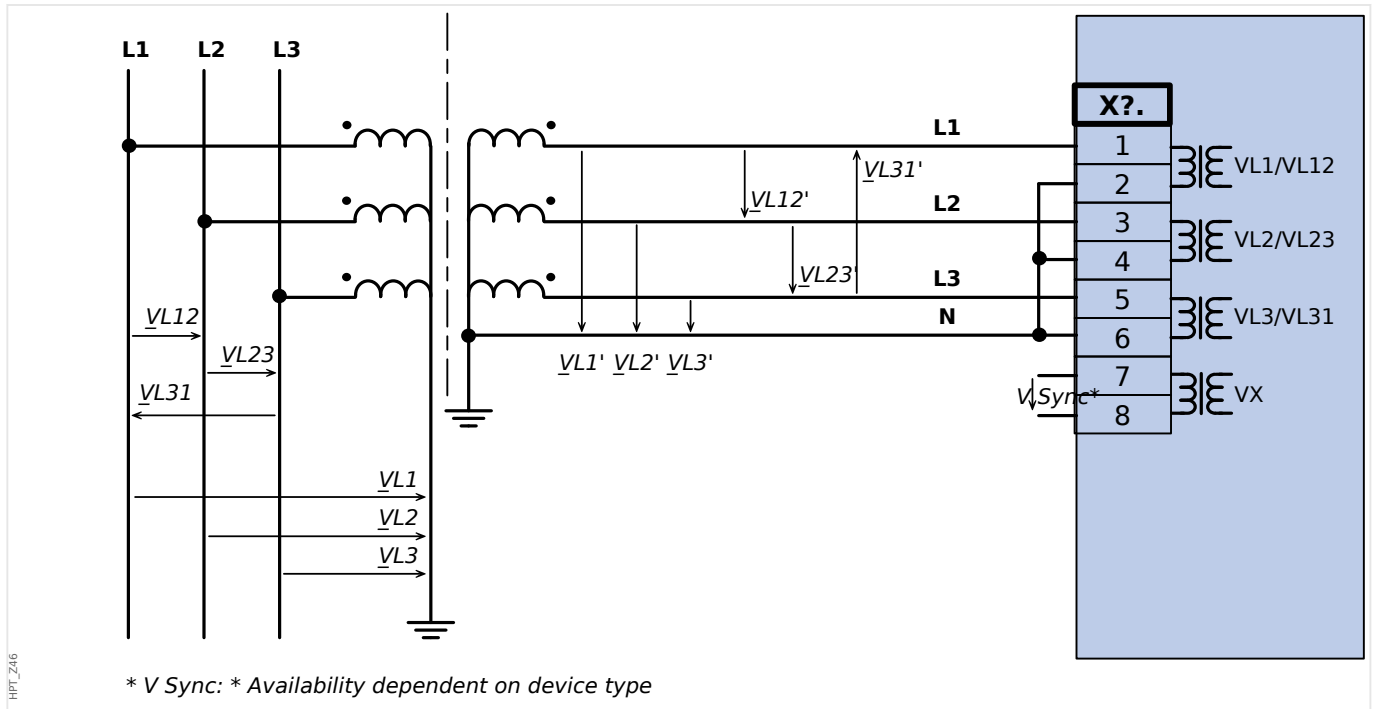 L1 L2 L3
X?.
L1
1
VL31'
VL1/VL12
2
VL12'
L2
3
VL2/VL23
4
VL23'
L3
5
VL12
N
VL3/VL31
6
VL23
VL1' VL2' VL3'
7
VL31
V Sync*
VX
8
VL1
VL2
VL3
HPT_Z46
* V Sync: * Availability dependent on device type